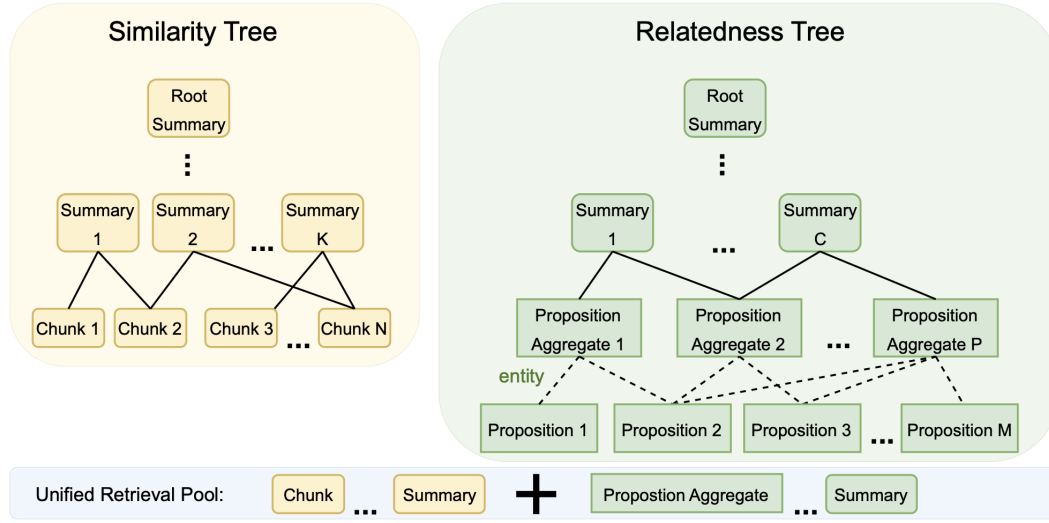 Similarity Tree
Root
Summary
⋮
Summary
1
Summary
2
...
Summary
K
Chunk 1
Chunk 2
Chunk 3
...
Chunk N
Relatedness Tree
Root
Summary
⋮
Summary
1
...
Summary
C
Proposition
Aggregate 1
Proposition
Aggregate 2
...
Proposition
Aggregate P
entity
Proposition 1
Proposition 2
Proposition 3
...
Proposition M
Unified Retrieval Pool:
Chunk ... Summary + Propostion Aggregate ... Summary